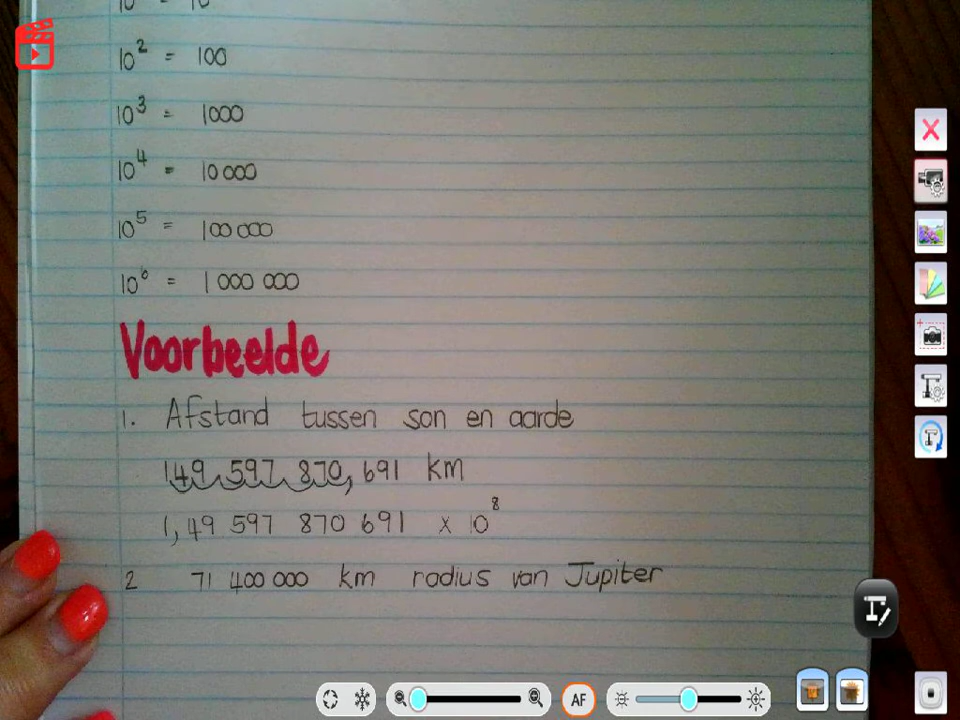 10² = 100
10³ = 1000
10⁴ = 10 000
10⁵ = 100 000
10⁶ = 1 000 000
Voorbeelde
1. Afstand tussen son en aarde
149 597 870, 691 km
1,49 597 870 691 x 10⁸
2 71 400 000 km radius van Jupiter
AF